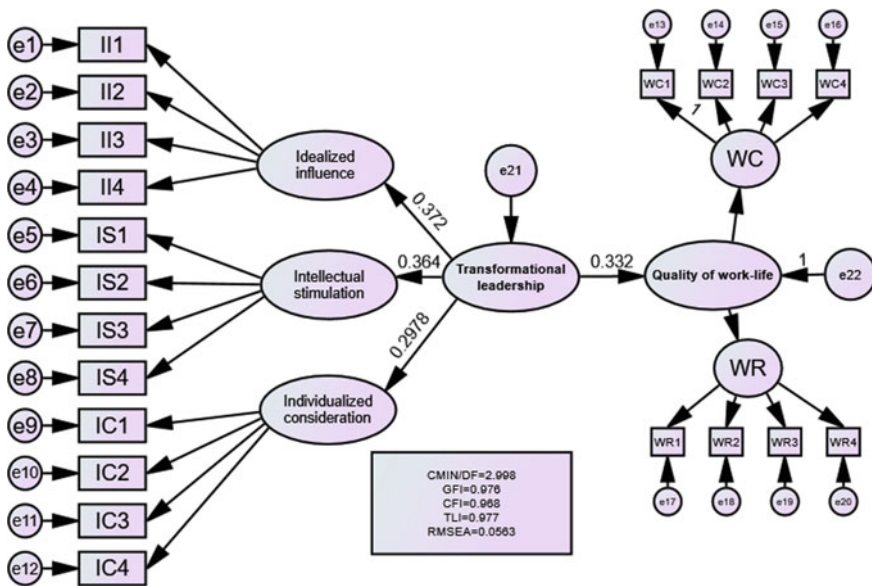 e1
II1
e2
II2
e3
II3
e4
II4
e5
IS1
e6
IS2
e7
IS3
e8
IS4
e9
IC1
e10
IC2
e11
IC3
e12
IC4
Idealized
influence
Intellectual
stimulation
Individualized
consideration
0.372
0.364
0.2978
e21
Transformational
leadership
0.332
Quality of work-life
1
e22
e13
e14
e15
e16
WC1
WC2
WC3
WC4
1
WC
WR
WR1
WR2
WR3
WR4
e17
e18
e19
e20
CMIN/DF=2.998
GFI=0.976
CFI=0.968
TLI=0.977
RMSEA=0.0563